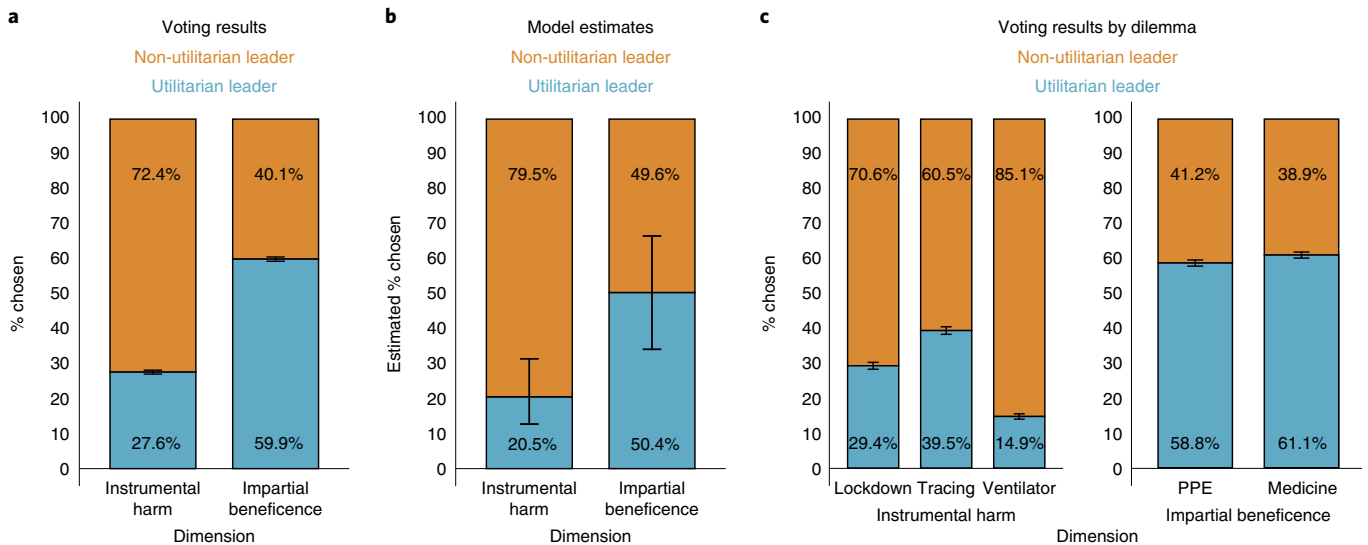 a
Voting results
Non-utilitarian leader
Utilitarian leader
% chosen
100
90
80
70
60
50
40
30
20
10
0
72.4%
40.1%
27.6%
59.9%
Instrumental
harm
Impartial
beneficence
Dimension
b
Model estimates
Non-utilitarian leader
Utilitarian leader
Estimated % chosen
100
90
80
70
60
50
40
30
20
10
0
79.5%
49.6%
20.5%
50.4%
Instrumental
harm
Impartial
beneficence
Dimension
c
Voting results by dilemma
Non-utilitarian leader
Utilitarian leader
% chosen
100
90
80
70
60
50
40
30
20
10
0
70.6%
60.5%
85.1%
29.4%
39.5%
14.9%
Lockdown Tracing Ventilator
Instrumental harm
100
90
80
70
60
50
40
30
20
10
0
41.2%
38.9%
58.8%
61.1%
PPE
Medicine
Impartial beneficence
Dimension